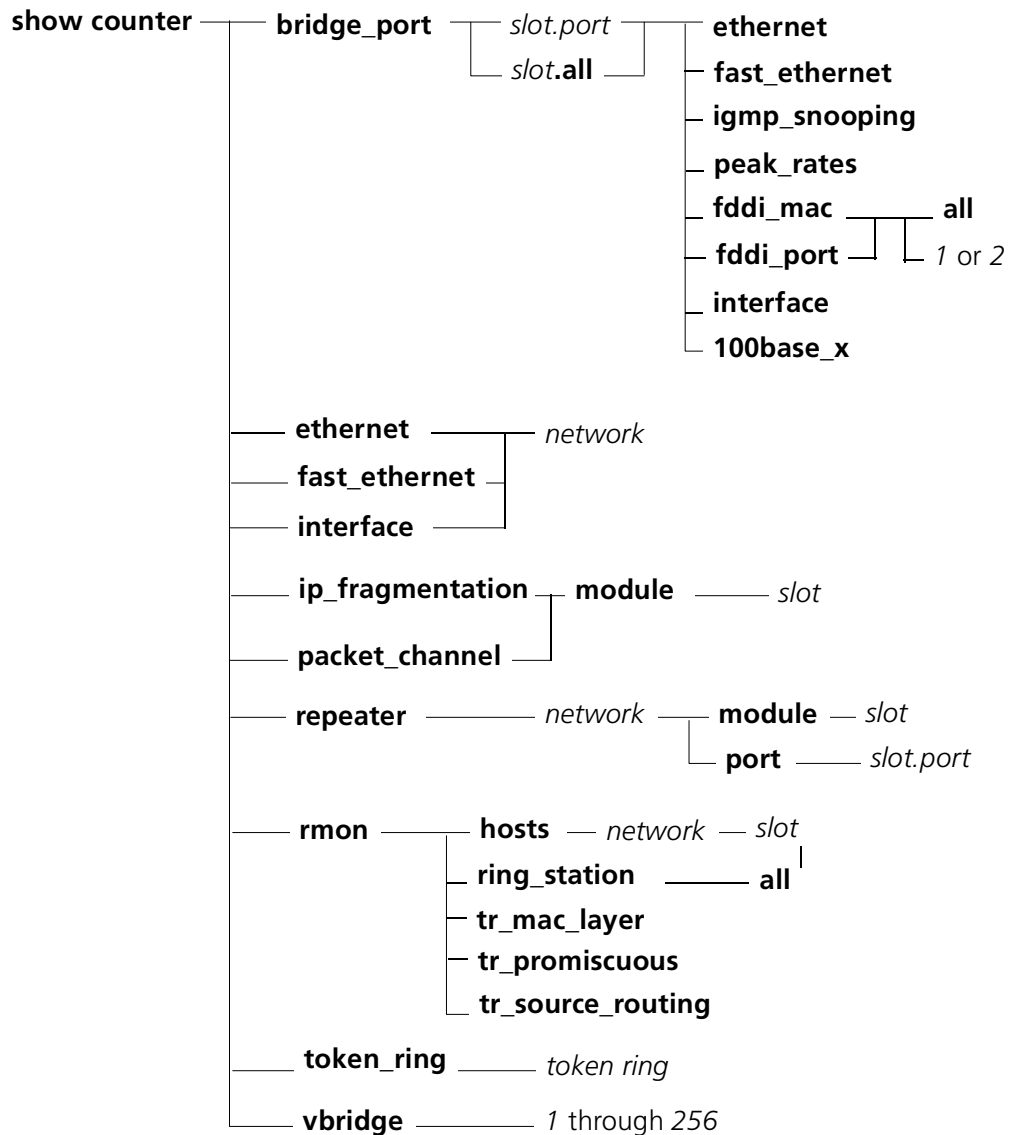 show counter bridge_port slot.port ethernet
slot.all fast_ethernet
igmp_snooping
peak_rates
fddi_mac all
fddi_port 1 or 2
interface
100base_x
ethernet network
fast_ethernet
interface
ip_fragmentation module slot
packet_channel
repeater network module slot
port slot.port
rmon hosts network slot
ring_station all
tr_mac_layer
tr_promiscuous
tr_source_routing
token_ring token ring
vbridge 1 through 256